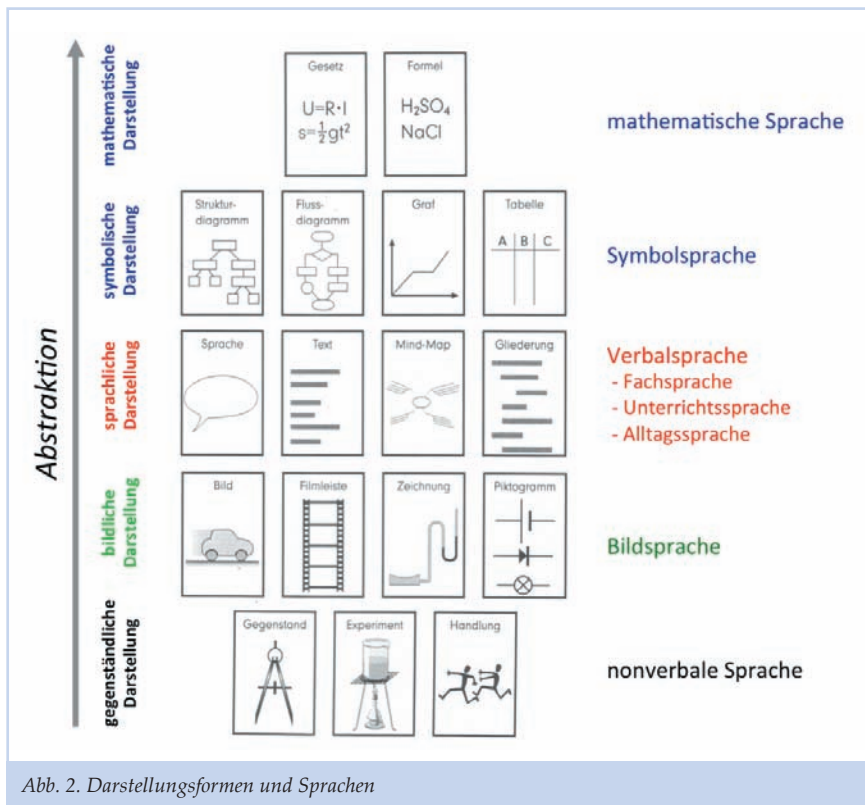 mathematische
Darstellung
Gesetz
U=R·I
s=½gt²
Formel
H₂SO₄
NaCl
mathematische Sprache
symbolische
Darstellung
Struktur-
diagramm
Fluss-
diagramm
Graf
Tabelle
A B C
Symbolsprache
Abstraktion
sprachliche
Darstellung
Sprache
Text
Mind-Map
Gliederung
Verbalsprache
- Fachsprache
- Unterrichtssprache
- Alltagssprache
bildliche
Darstellung
Bild
Filmleiste
Zeichnung
Piktogramm
Bildsprache
gegenständliche
Darstellung
Gegenstand
Experiment
Handlung
nonverbale Sprache
Abb. 2. Darstellungsformen und Sprachen